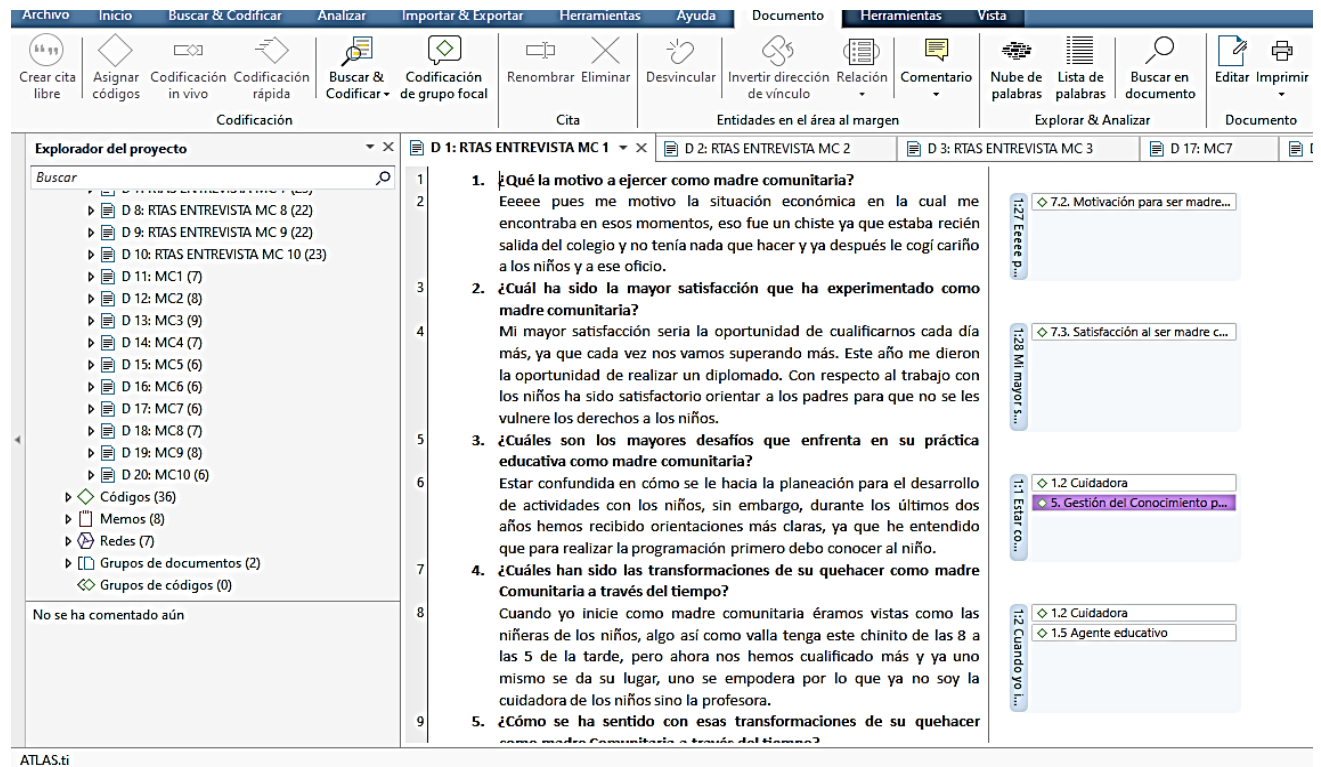 Archivo Inicio Buscar & Codificar Analizar Importar & Exportar Herramientas Ayuda Documento Herramientas Vista
Crear cita libre
Asignar códigos
Codificación in vivo
Codificación rápida
Buscar & Codificar
Codificación de grupo focal
Renombrar Eliminar
Desvincular
Invertir dirección de vínculo
Relación
Comentario
Nube de palabras
Lista de palabras
Buscar en documento
Editar Imprimir
Codificación
Cita
Entidades en el área al margen
Explorar & Analizar
Documento
Explorador del proyecto
Buscar
D 8: RTAS ENTREVISTA MC 8 (22)
D 9: RTAS ENTREVISTA MC 9 (22)
D 10: RTAS ENTREVISTA MC 10 (23)
D 11: MC1 (7)
D 12: MC2 (8)
D 13: MC3 (9)
D 14: MC4 (7)
D 15: MC5 (6)
D 16: MC6 (6)
D 17: MC7 (6)
D 18: MC8 (7)
D 19: MC9 (8)
D 20: MC10 (6)
Códigos (36)
Memos (8)
Redes (7)
Grupos de documentos (2)
Grupos de códigos (0)
No se ha comentado aún
D 1: RTAS ENTREVISTA MC 1
D 2: RTAS ENTREVISTA MC 2
D 3: RTAS ENTREVISTA MC 3
D 17: MC7
1 1. ¿Qué la motivo a ejercer como madre comunitaria?
2 Eeeee pues me motivo la situación económica en la cual me
encontraba en esos momentos, eso fue un chiste ya que estaba recién
salida del colegio y no tenía nada que hacer y ya después le cogí cariño
a los niños y a ese oficio.
3 2. ¿Cuál ha sido la mayor satisfacción que ha experimentado como
madre comunitaria?
4 Mi mayor satisfacción seria la oportunidad de cualificarnos cada día
más, ya que cada vez nos vamos superando más. Este año me dieron
la oportunidad de realizar un diplomado. Con respecto al trabajo con
los niños ha sido satisfactorio orientar a los padres para que no se les
vulnere los derechos a los niños.
5 3. ¿Cuáles son los mayores desafíos que enfrenta en su práctica
educativa como madre comunitaria?
6 Estar confundida en cómo se le hacia la planeación para el desarrollo
de actividades con los niños, sin embargo, durante los últimos dos
años hemos recibido orientaciones más claras, ya que he entendido
que para realizar la programación primero debo conocer al niño.
7 4. ¿Cuáles han sido las transformaciones de su quehacer como madre
Comunitaria a través del tiempo?
8 Cuando yo inicie como madre comunitaria éramos vistas como las
niñeras de los niños, algo así como valla tenga este chinito de las 8 a
las 5 de la tarde, pero ahora nos hemos cualificado más y ya uno
mismo se da su lugar, uno se empodera por lo que ya no soy la
cuidadora de los niños sino la profesora.
9 5. ¿Cómo se ha sentido con esas transformaciones de su quehacer
como madre Comunitaria a través del tiempo?
1:27 Eeeee p...
7.2. Motivación para ser madre...
1:28 Mi mayor s...
7.3. Satisfacción al ser madre c...
1:1 Estar co...
1.2 Cuidadora
5. Gestión del Conocimiento p...
1:2 Cuando yo i...
1.2 Cuidadora
1.5 Agente educativo
ATLAS.ti